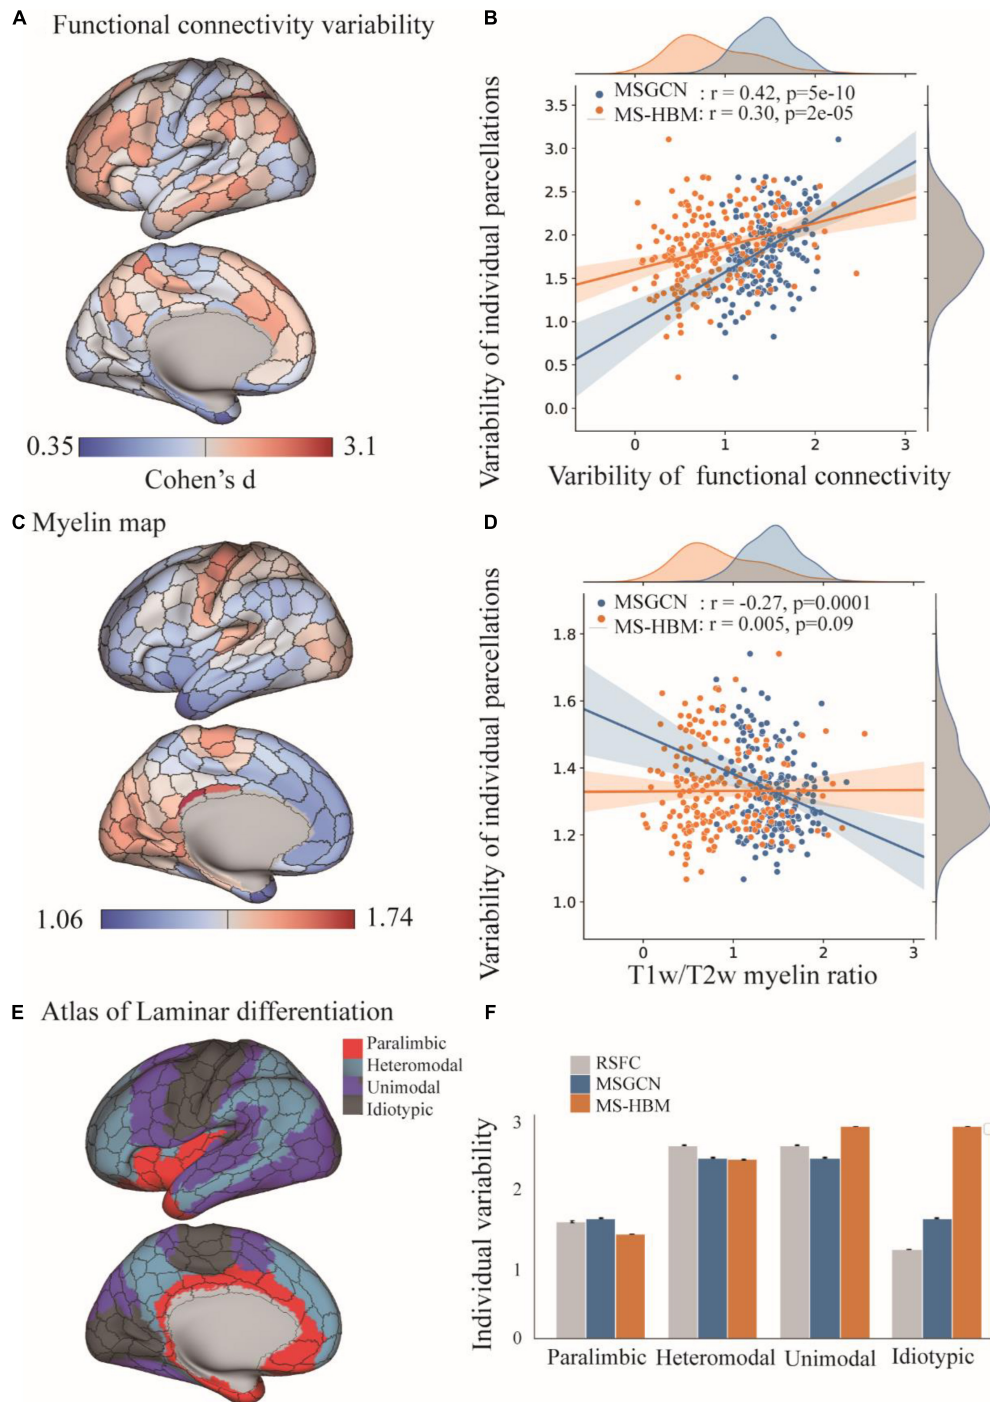 A
Functional connectivity variability
0.35
3.1
Cohen's d
B
MSGCN : r = 0.42, p=5e-10
MS-HBM: r = 0.30, p=2e-05
Variability of individual parcellations
3.5
3.0
2.5
2.0
1.5
1.0
0.5
0.0
0 1 2 3
Varibility of functional connectivity
C
Myelin map
1.06
1.74
D
MSGCN : r = -0.27, p=0.0001
MS-HBM: r = 0.005, p=0.09
Variability of individual parcellations
1.8
1.6
1.4
1.2
1.0
0 1 2 3
T1w/T2w myelin ratio
E
Atlas of Laminar differentiation
Paralimbic
Heteromodal
Unimodal
Idiotypic
F
RSFC
MSGCN
MS-HBM
Individual variability
3
2
1
0
Paralimbic Heteromodal Unimodal Idiotypic